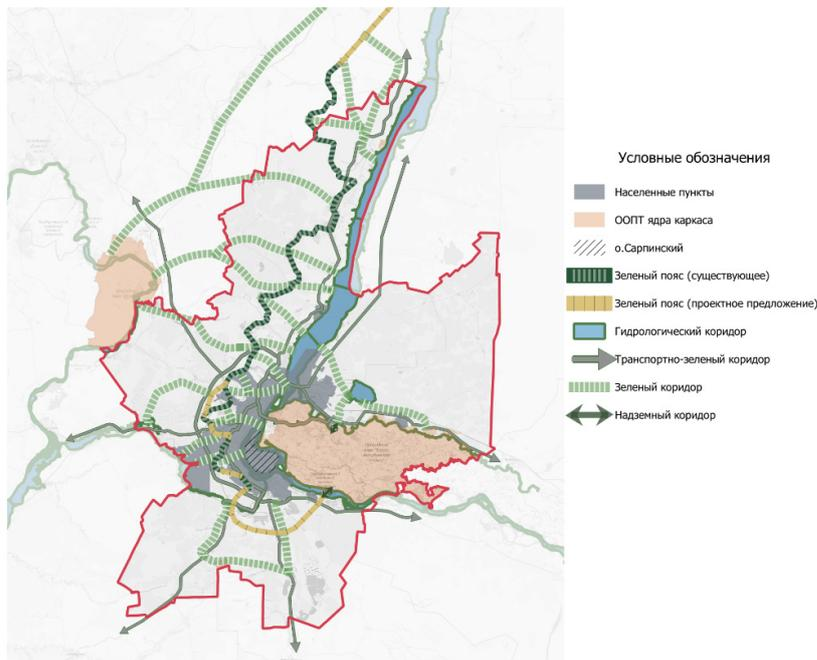 Условные обозначения
Населенные пункты
ООПТ ядра каркаса
о.Сарпинский
Зеленый пояс (существующее)
Зеленый пояс (проектное предложение)
Гидрологический коридор
Транспортно-зеленый коридор
Зеленый коридор
Надземный коридор